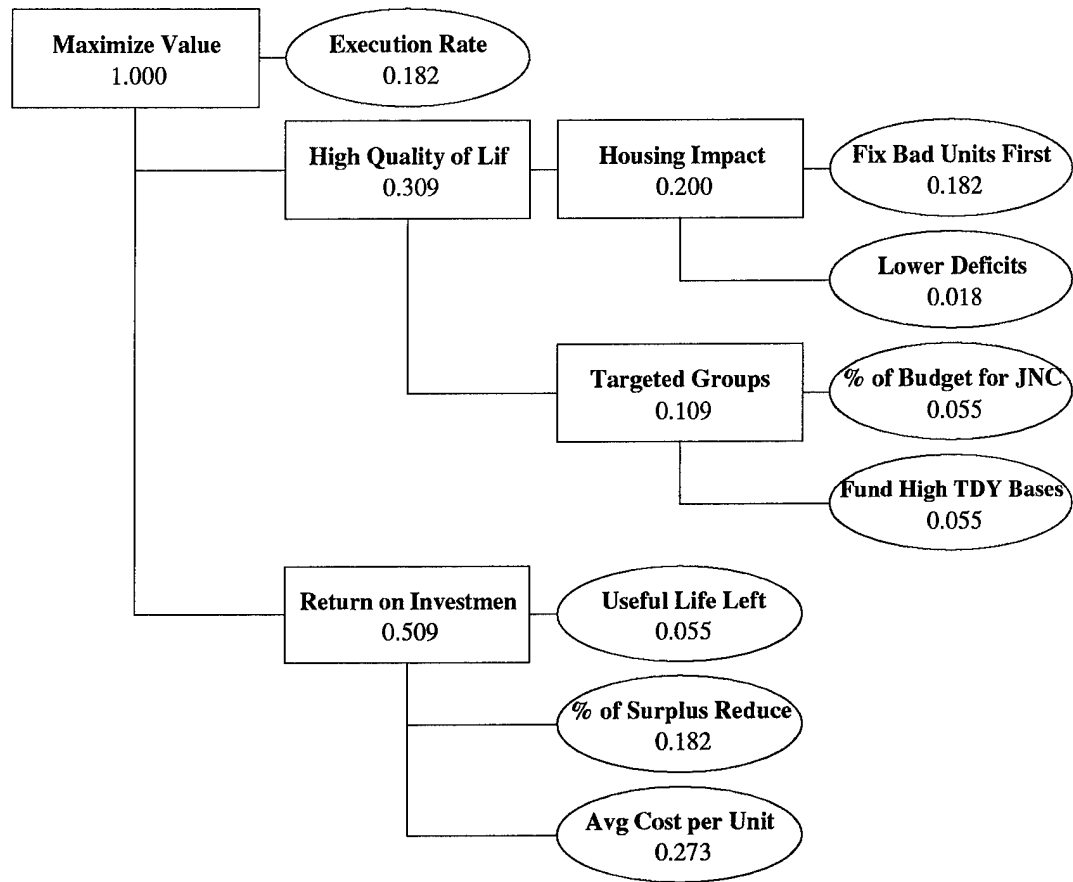 Maximize Value
1.000
Execution Rate
0.182
High Quality of Lif
0.309
Housing Impact
0.200
Fix Bad Units First
0.182
Lower Deficits
0.018
Targeted Groups
0.109
% of Budget for JNC
0.055
Fund High TDY Bases
0.055
Return on Investmen
0.509
Useful Life Left
0.055
% of Surplus Reduce
0.182
Avg Cost per Unit
0.273